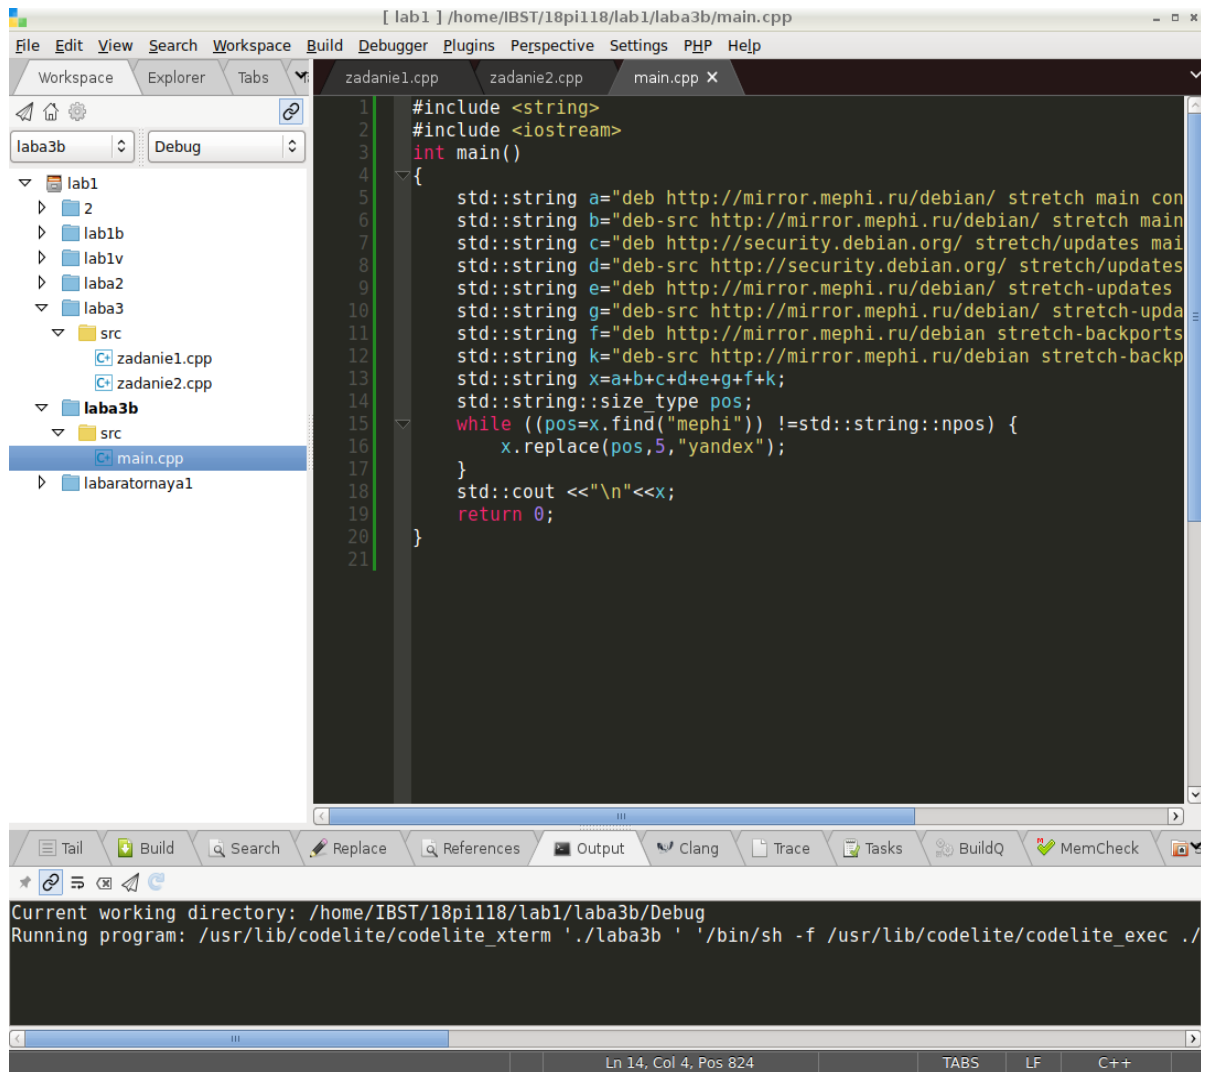 [ lab1 ] /home/IBST/18pi118/lab1/laba3b/main.cpp
File Edit View Search Workspace Build Debugger Plugins Perspective Settings PHP Help
Workspace Explorer Tabs
zadanie1.cpp zadanie2.cpp main.cpp
laba3b Debug
lab1
2
lab1b
lab1v
laba2
laba3
src
zadanie1.cpp
zadanie2.cpp
laba3b
src
main.cpp
labaratornaya1
1 #include <string>
2 #include <iostream>
3 int main()
4 {
5 std::string a="deb http://mirror.mephi.ru/debian/ stretch main con
6 std::string b="deb-src http://mirror.mephi.ru/debian/ stretch main
7 std::string c="deb http://security.debian.org/ stretch/updates mai
8 std::string d="deb-src http://security.debian.org/ stretch/updates
9 std::string e="deb http://mirror.mephi.ru/debian/ stretch-updates
10 std::string g="deb-src http://mirror.mephi.ru/debian/ stretch-upda
11 std::string f="deb http://mirror.mephi.ru/debian stretch-backports
12 std::string k="deb-src http://mirror.mephi.ru/debian stretch-backp
13 std::string x=a+b+c+d+e+g+f+k;
14 std::string::size_type pos;
15 while ((pos=x.find("mephi")) !=std::string::npos) {
16 x.replace(pos,5,"yandex");
17 }
18 std::cout <<"\n"<<x;
19 return 0;
20 }
21
Tail Build Search Replace References Output Clang Trace Tasks BuildQ MemCheck
Current working directory: /home/IBST/18pi118/lab1/laba3b/Debug
Running program: /usr/lib/codelite/codelite_xterm './laba3b ' '/bin/sh -f /usr/lib/codelite/codelite_exec ./
Ln 14, Col 4, Pos 824 TABS LF C++